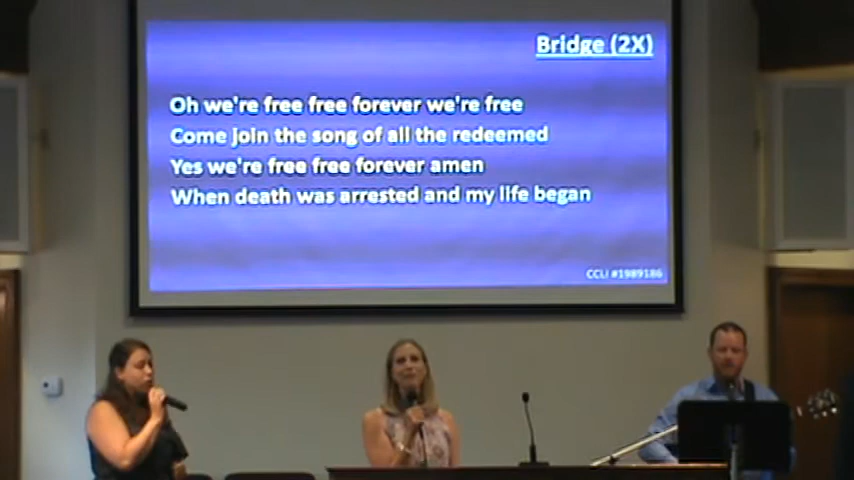 Bridge (2X)
Oh we're free free forever we're free
Come join the song of all the redeemed
Yes we're free free forever amen
When death was arrested and my life began
CCLI #1989186